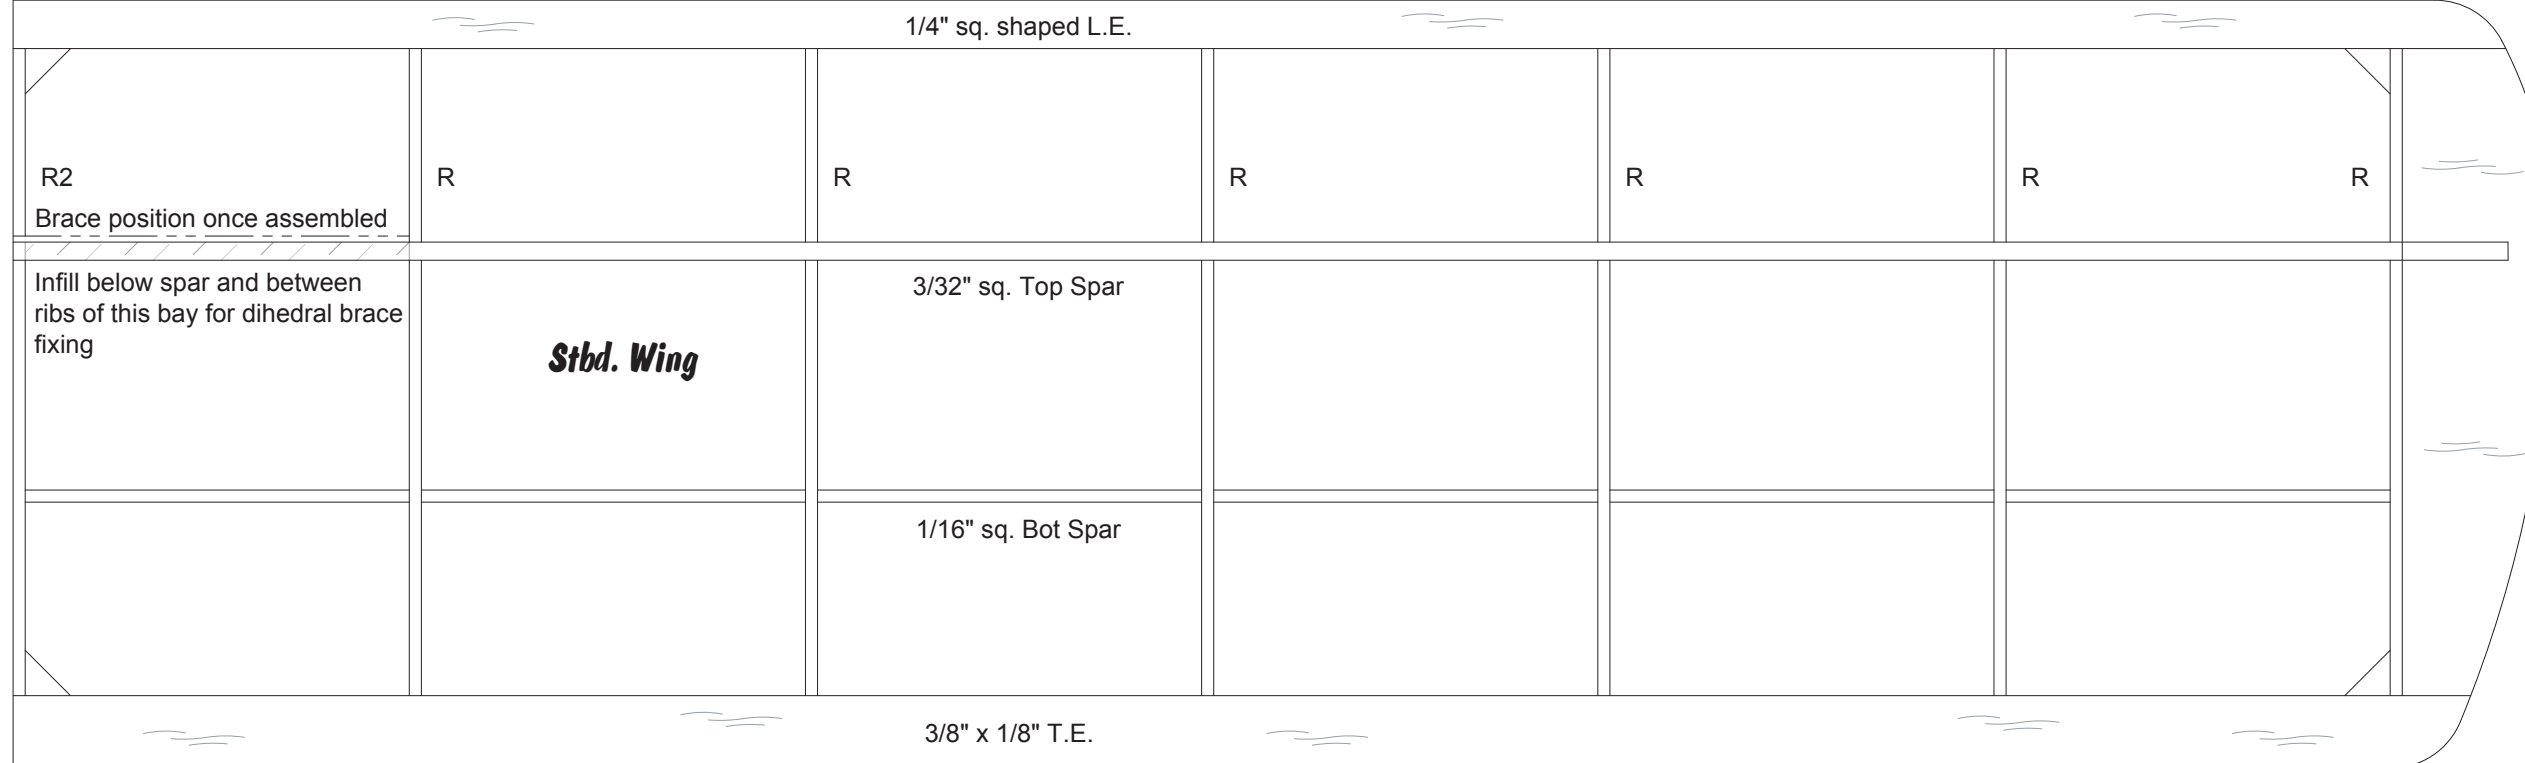 1/4" sq. shaped L.E.
R2
R
R
R
R
R
R
Brace position once assembled
Infill below spar and between
ribs of this bay for dihedral brace
fixing
3/32" sq. Top Spar
Stbd. Wing
1/16" sq. Bot Spar
3/8" x 1/8" T.E.